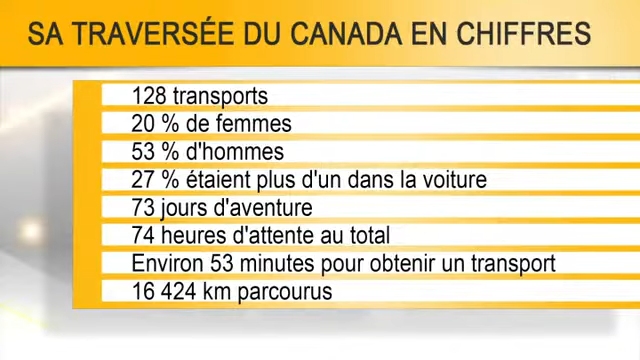 SA TRAVERSÉE DU CANADA EN CHIFFRES
128 transports
20 % de femmes
53 % d'hommes
27 % étaient plus d'un dans la voiture
73 jours d'aventure
74 heures d'attente au total
Environ 53 minutes pour obtenir un transport
16 424 km parcourus